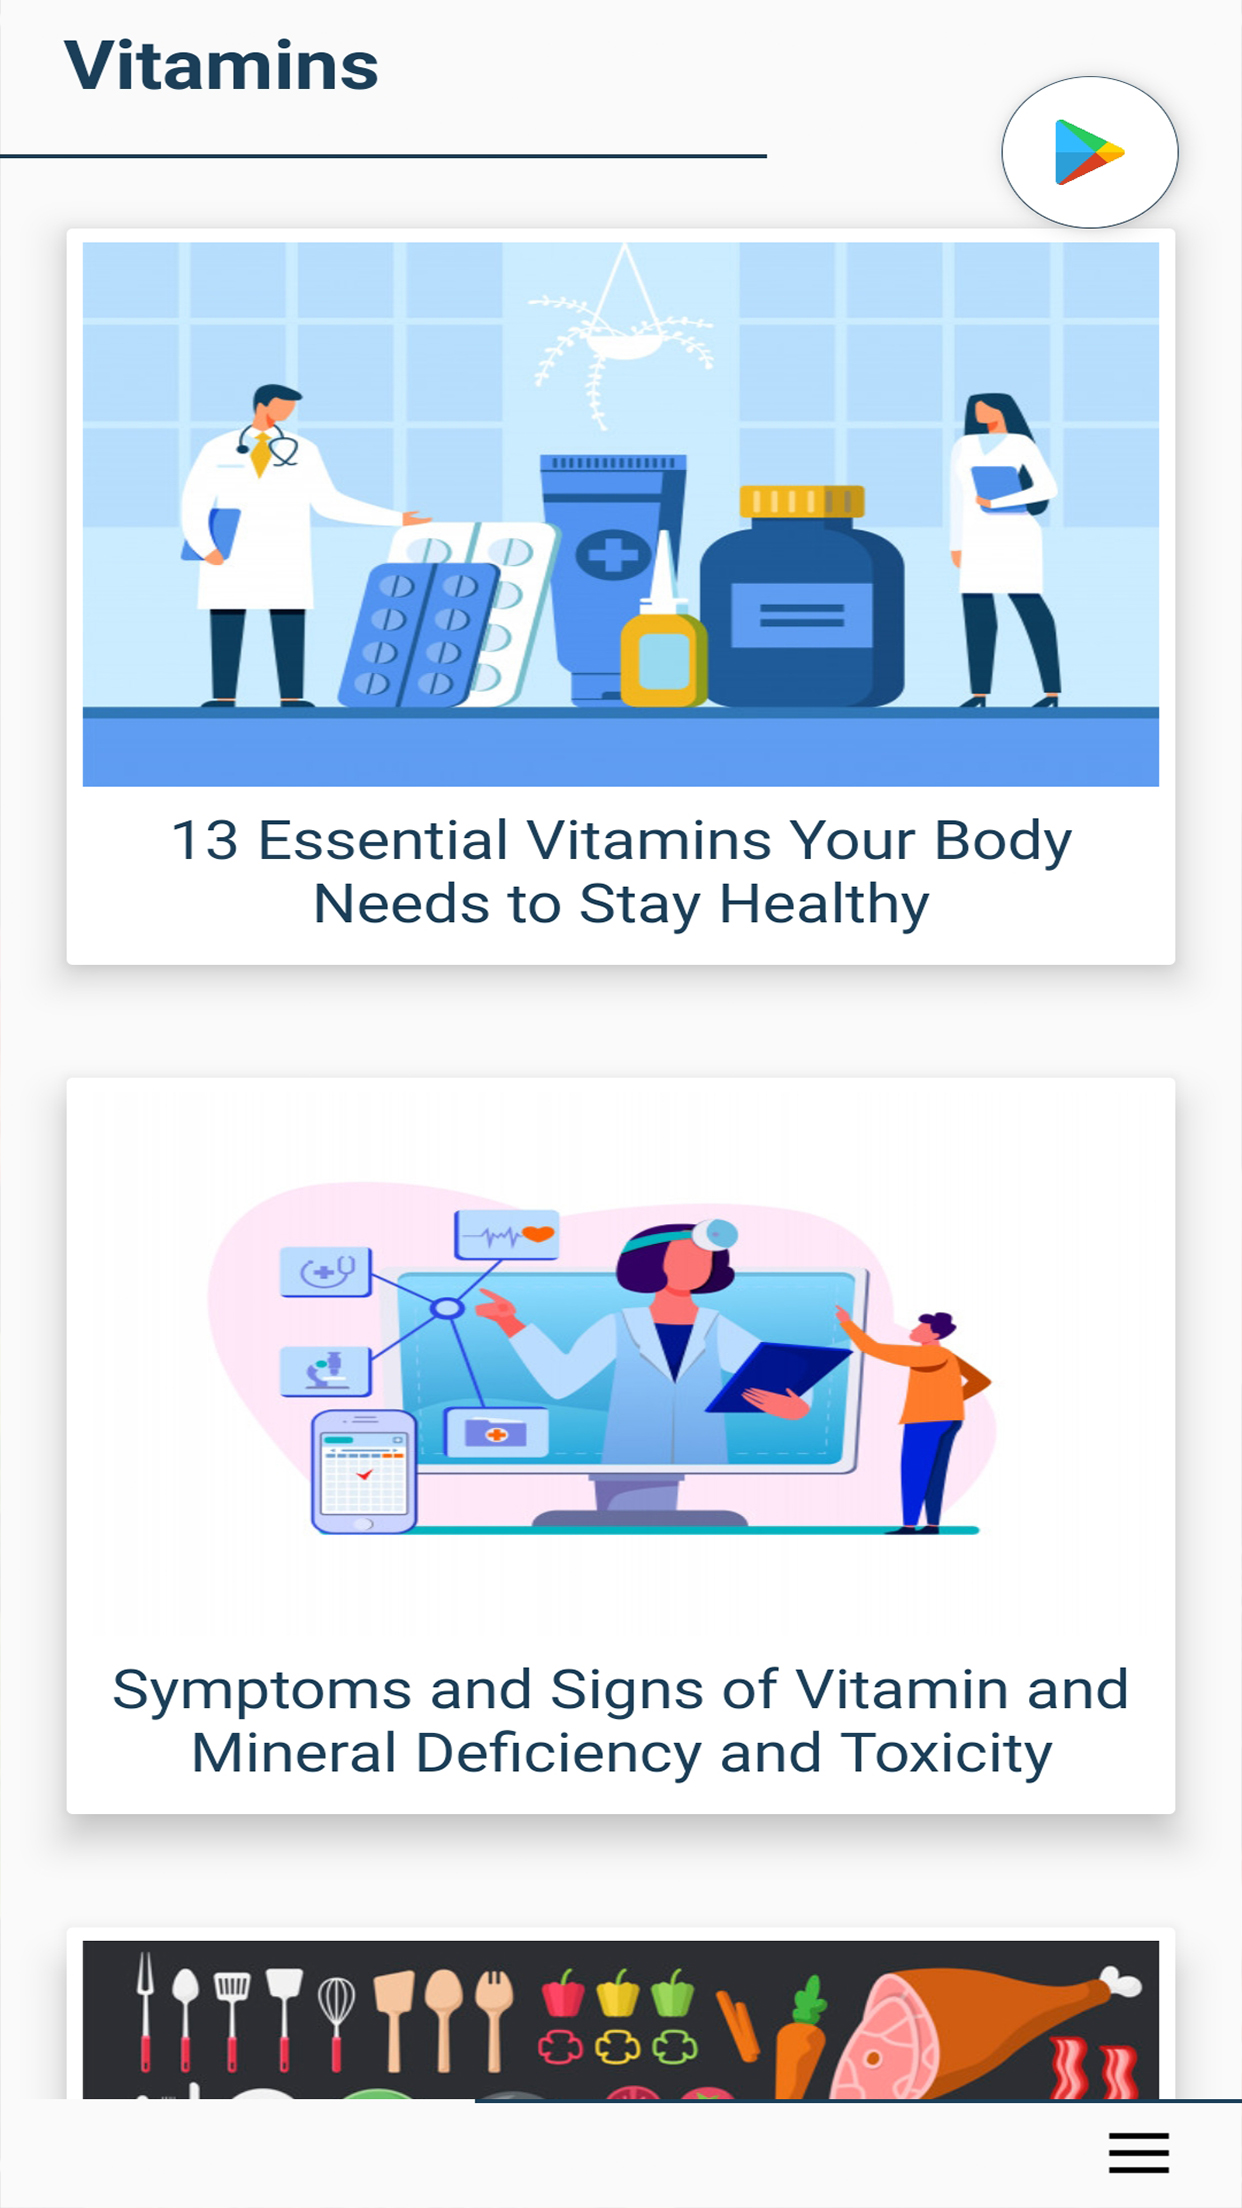 Vitamins
13 Essential Vitamins Your Body
Needs to Stay Healthy
Symptoms and Signs of Vitamin and
Mineral Deficiency and Toxicity